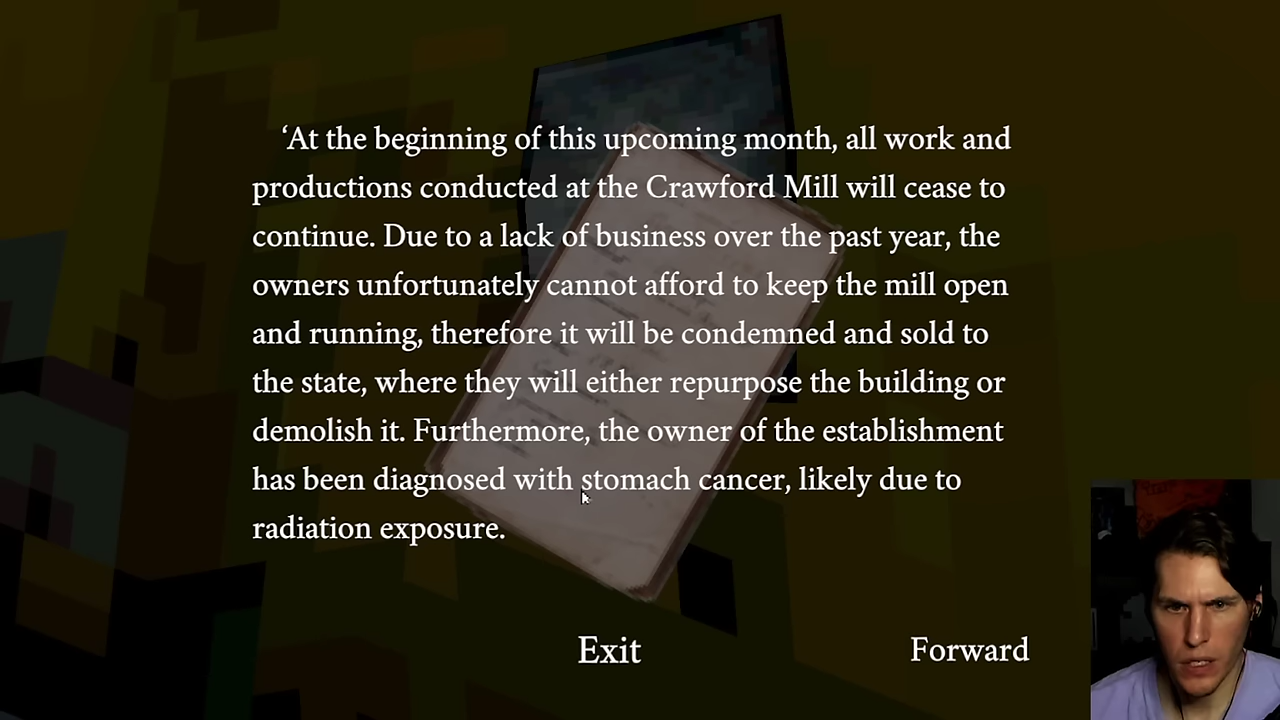 ‘At the beginning of this upcoming month, all work and
productions conducted at the Crawford Mill will cease to
continue. Due to a lack of business over the past year, the
owners unfortunately cannot afford to keep the mill open
and running, therefore it will be condemned and sold to
the state, where they will either repurpose the building or
demolish it. Furthermore, the owner of the establishment
has been diagnosed with stomach cancer, likely due to
radiation exposure.
Exit
Forward